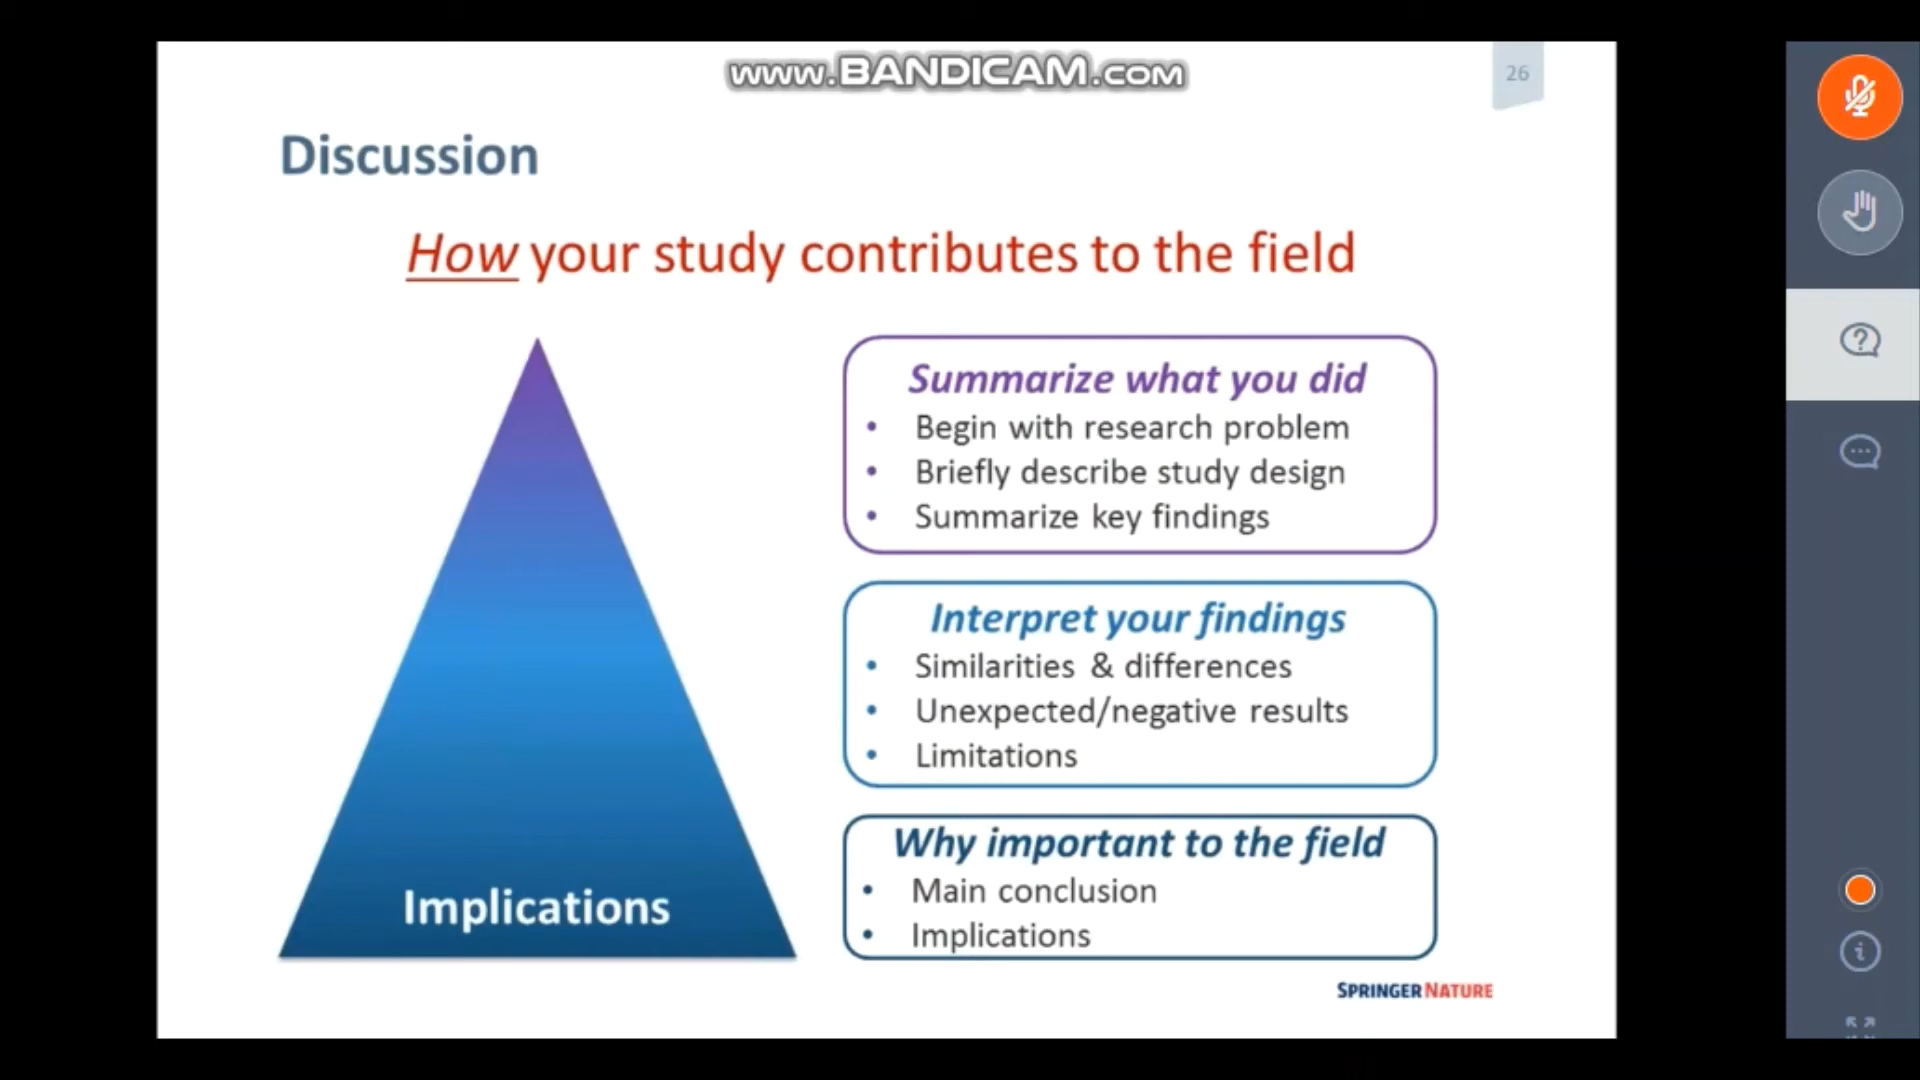 www.BANDICAM.com
26
Discussion
How your study contributes to the field
Summarize what you did
• Begin with research problem
• Briefly describe study design
• Summarize key findings
Interpret your findings
• Similarities & differences
• Unexpected/negative results
• Limitations
Why important to the field
• Main conclusion
• Implications
Implications
SPRINGER NATURE